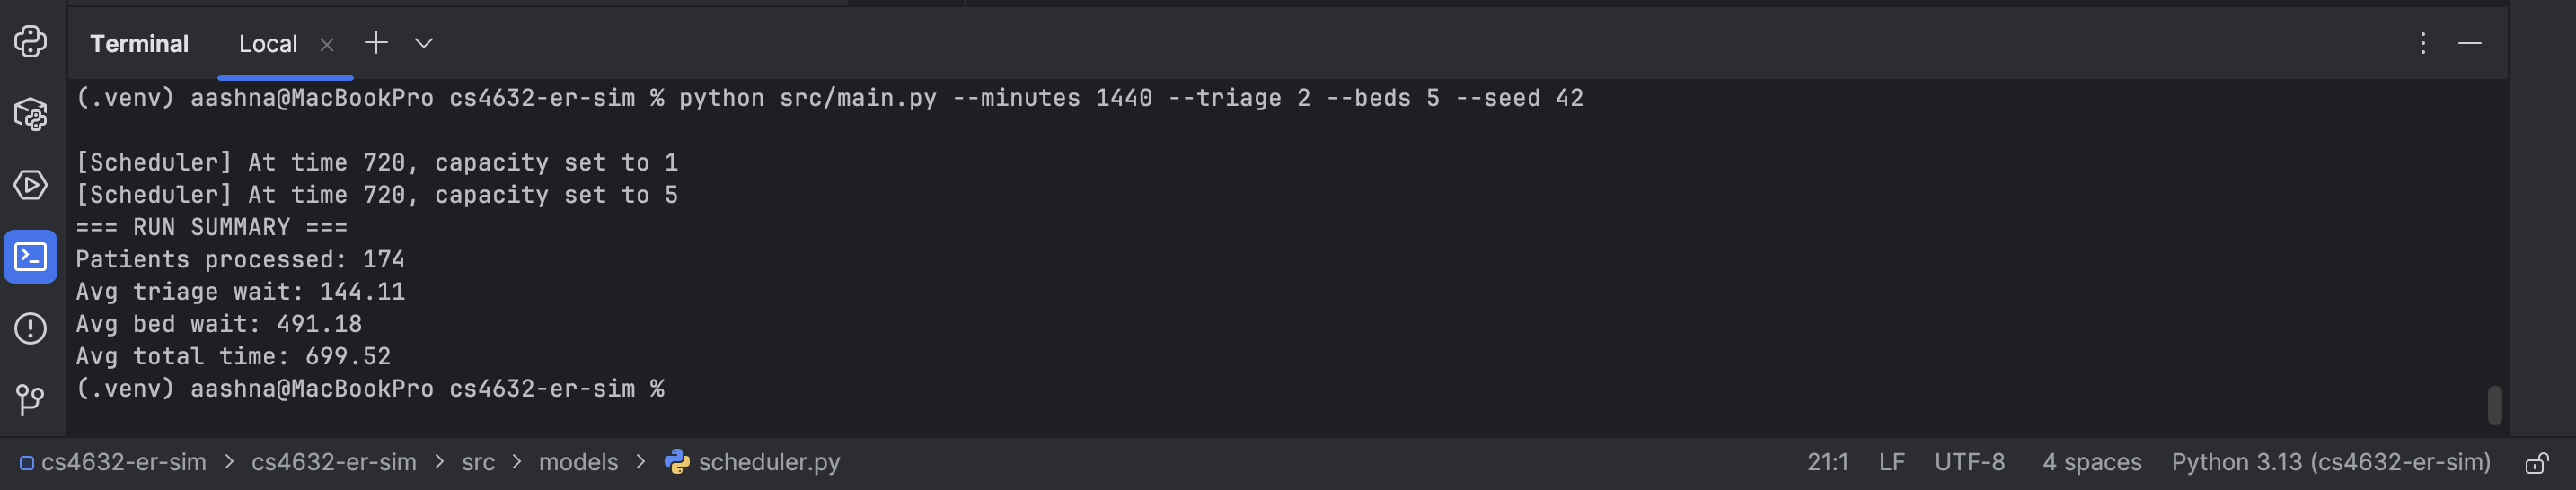 Terminal Local
(.venv) aashna@MacBookPro cs4632-er-sim % python src/main.py --minutes 1440 --triage 2 --beds 5 --seed 42
[Scheduler] At time 720, capacity set to 1
[Scheduler] At time 720, capacity set to 5
=== RUN SUMMARY ===
Patients processed: 174
Avg triage wait: 144.11
Avg bed wait: 491.18
Avg total time: 699.52
(.venv) aashna@MacBookPro cs4632-er-sim %
cs4632-er-sim > cs4632-er-sim > src > models > scheduler.py 21:1 LF UTF-8 4 spaces Python 3.13 (cs4632-er-sim)